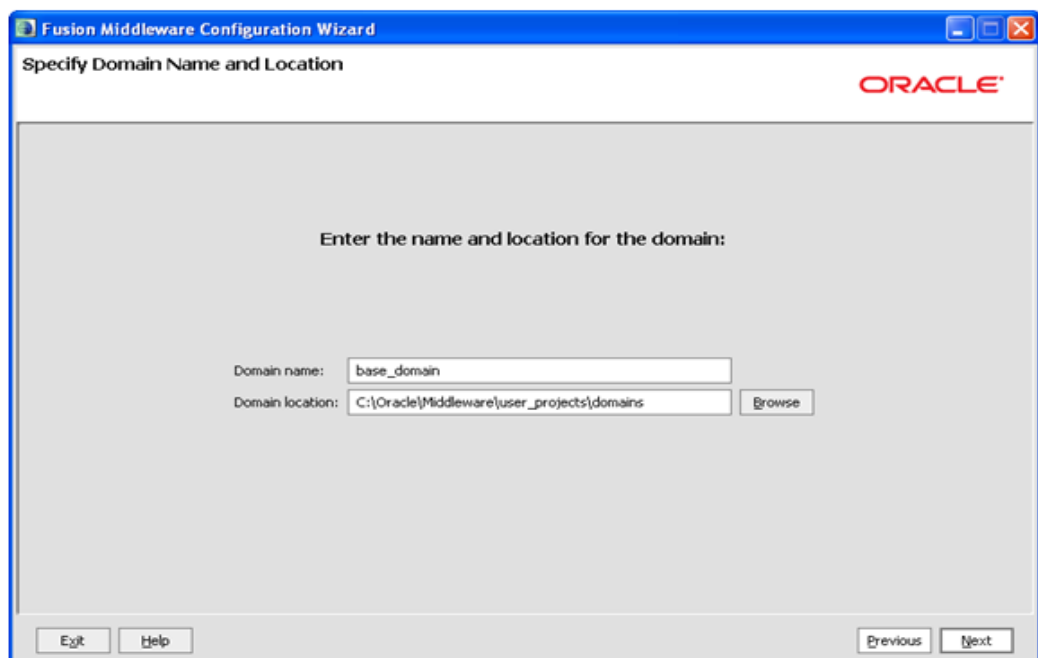 Fusion Middleware Configuration Wizard
Specify Domain Name and Location
ORACLE
Enter the name and location for the domain:
Domain name: base_domain
Domain location: C:\Oracle\Middleware\user_projects\domains Browse
Exit Help Previous Next